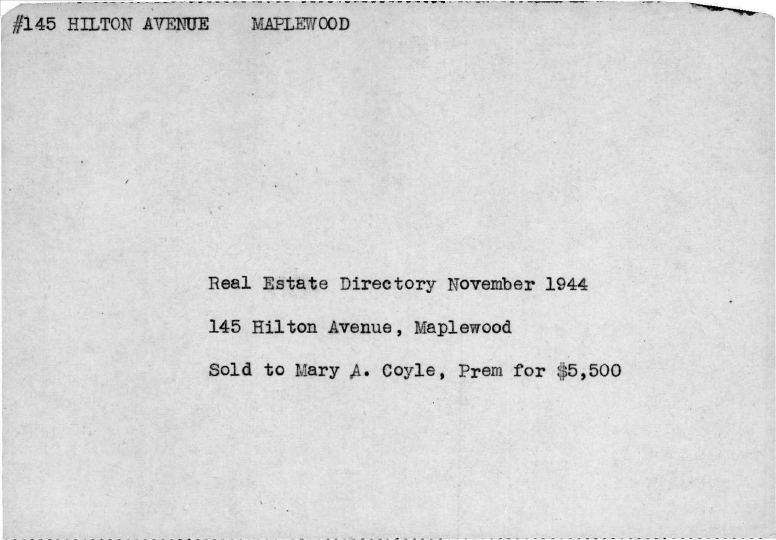 #145 HILTON AVENUE MAPLEWOOD
Real Estate Directory November 1944
145 Hilton Avenue, Maplewood
Sold to Mary A. Coyle, Prem for $5,500